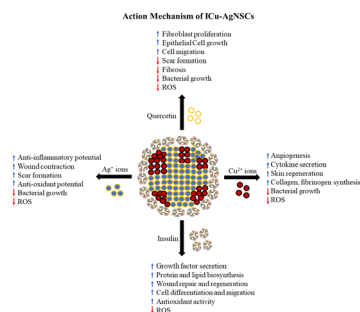 Action Mechanism of ICu-AgNSCs
↑ Fibroblast proliferation
↑ Epithelial Cell growth
↑ Cell migration
↓ Scar formation
↓ Fibrosis
↓ Bacterial growth
↓ ROS
Quercetin
↑ Anti-inflammatory potential
↑ Wound contraction
↑ Scar formation
↑ Anti-oxidant potential
↓ Bacterial growth
↓ ROS
Ag⁺ ions
Cu²⁺ ions
↑ Angiogenesis
↑ Cytokine secretion
↑ Skin regeneration
↑ Collagen, fibrinogen synthesis
↓ Bacterial growth
↓ ROS
Insulin
↑ Growth factor secretion
↑ Protein and lipid biosynthesis
↑ Wound repair and regeneration
↑ Cell differentiation and migration
↑ Antioxidant activity
↓ ROS